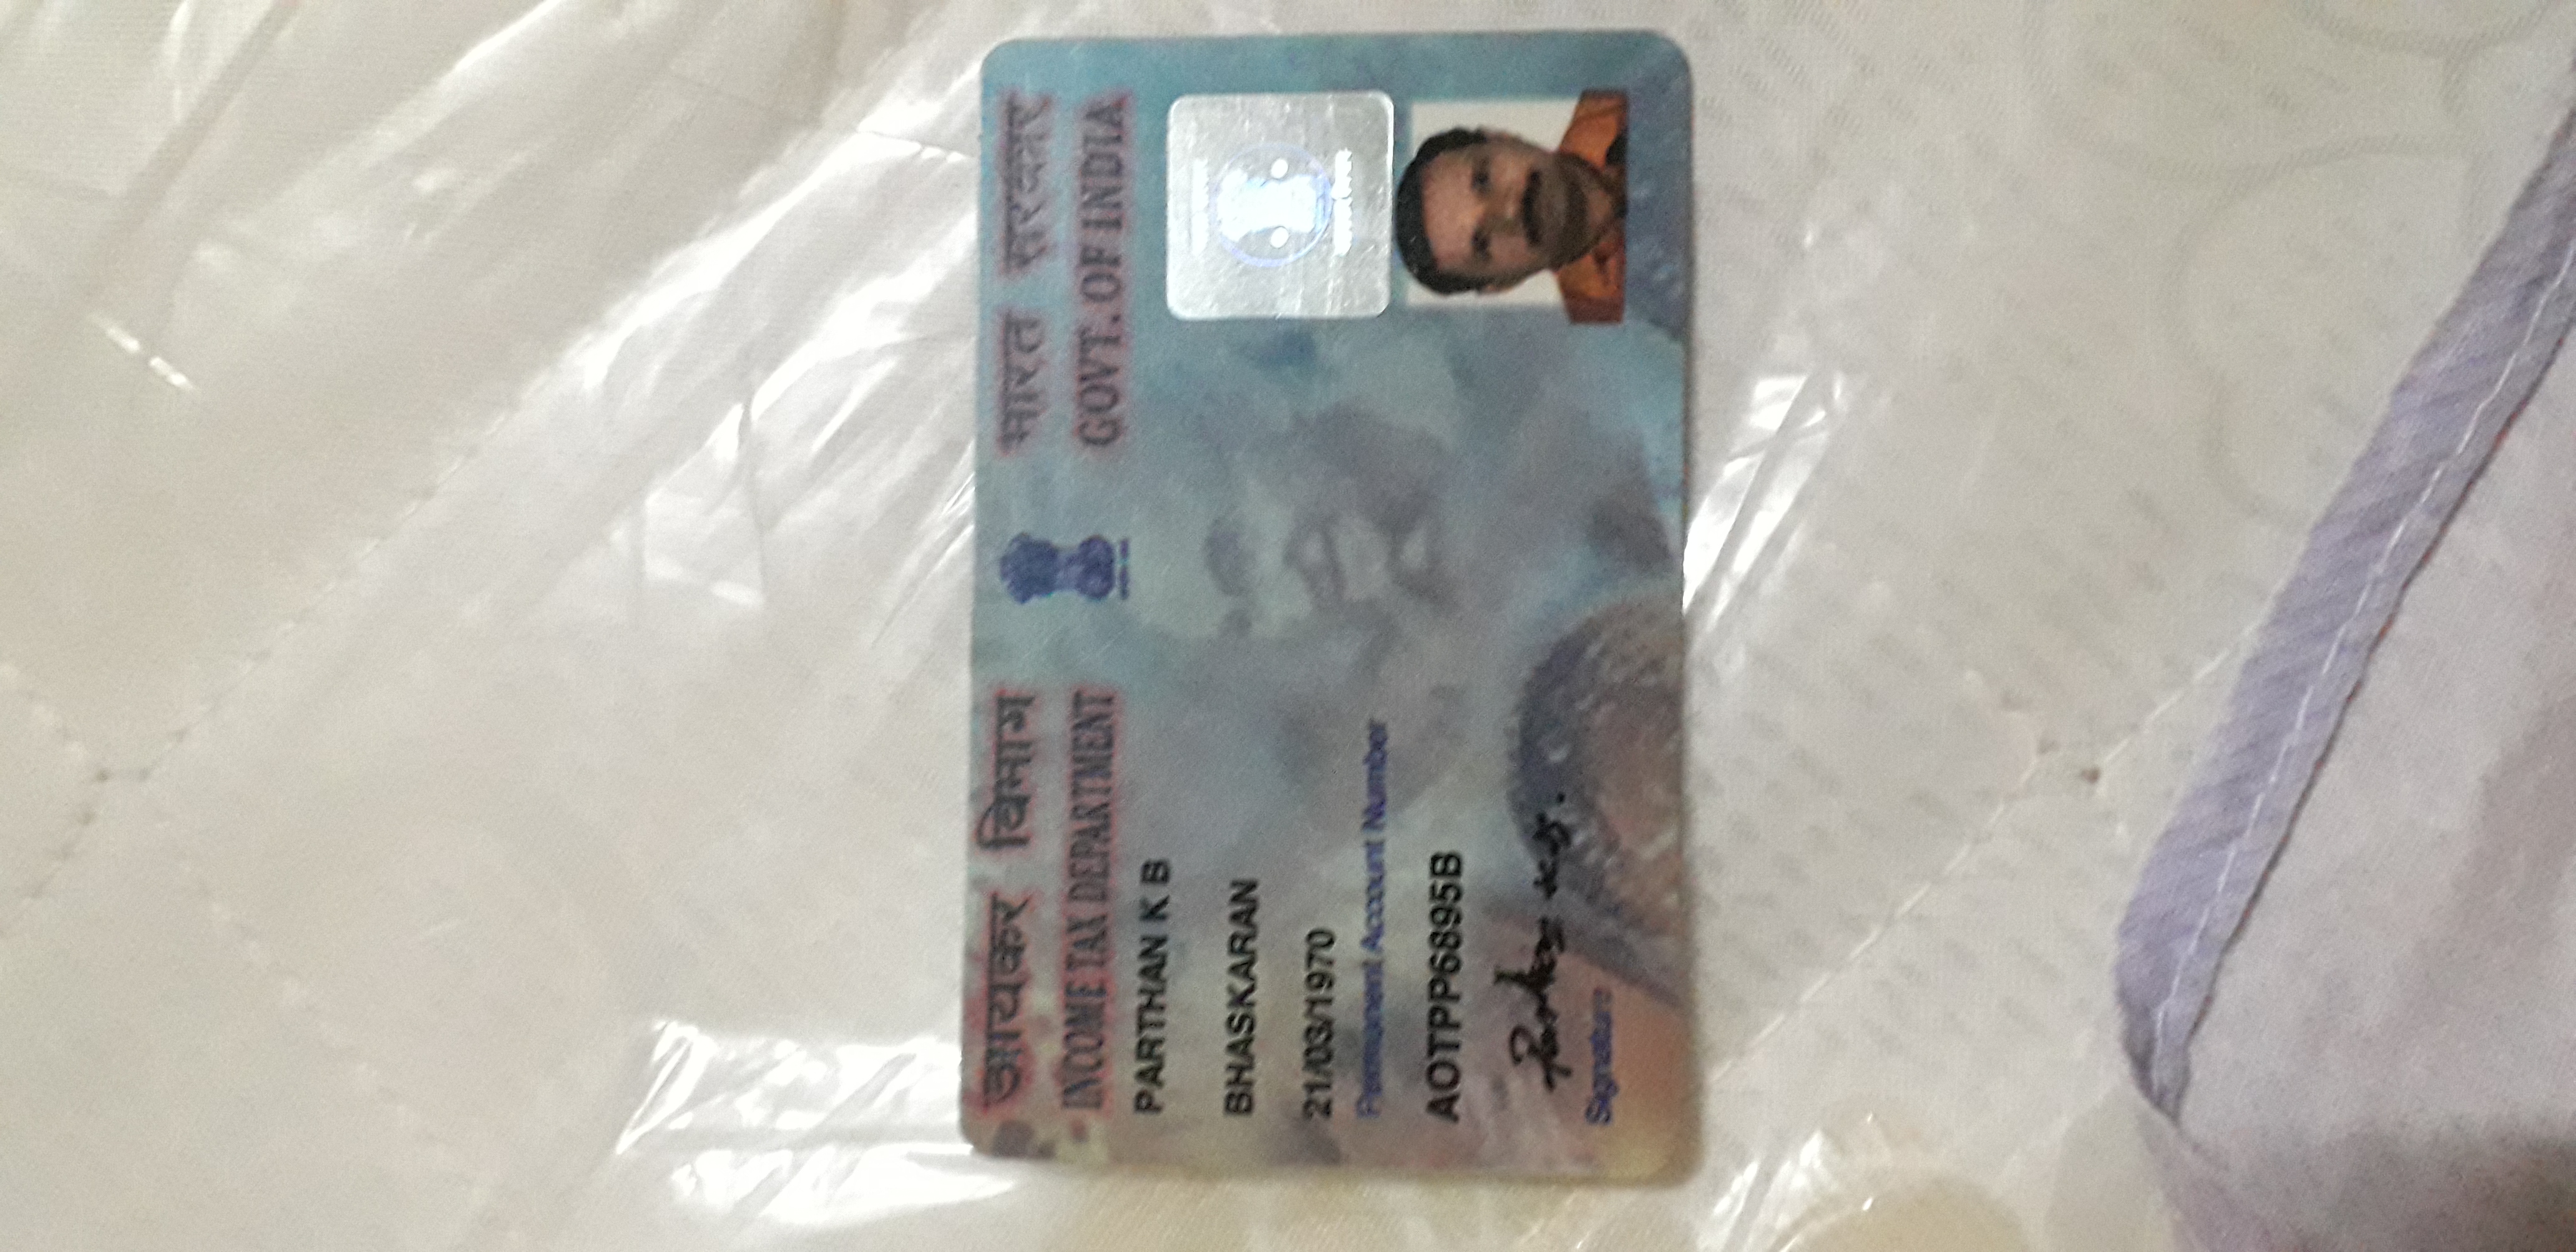 आयकर विभाग
INCOME TAX DEPARTMENT
भारत सरकार
GOVT. OF INDIA
PARTHAN K B
BHASKARAN
21/03/1970
Permanent Account Number
AOTPP6895B
Signature